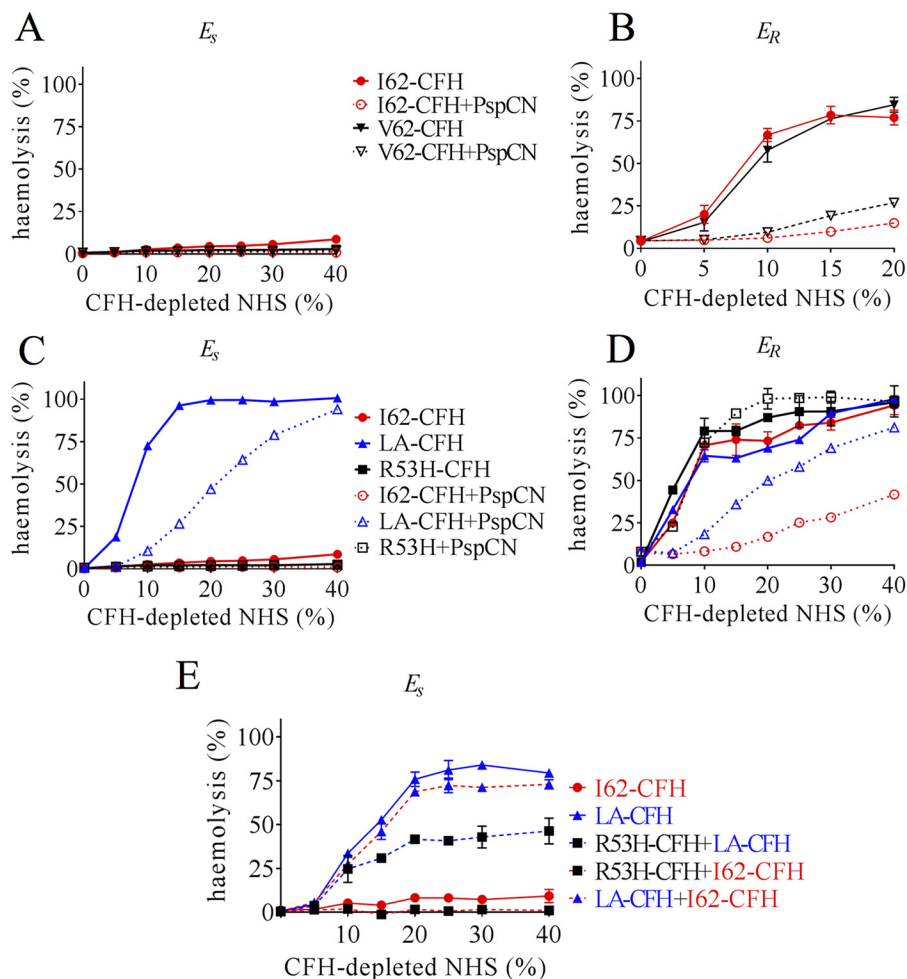 A
Es
haemolysis (%)
100
75
50
25
0
0 10 20 30 40
CFH-depleted NHS (%)
I62-CFH
I62-CFH+PspCN
V62-CFH
V62-CFH+PspCN
B
ER
haemolysis (%)
100
75
50
25
0
0 5 10 15 20
CFH-depleted NHS (%)
C
Es
haemolysis (%)
100
75
50
25
0
0 10 20 30 40
CFH-depleted NHS (%)
I62-CFH
LA-CFH
R53H-CFH
I62-CFH+PspCN
LA-CFH+PspCN
R53H+PspCN
D
ER
haemolysis (%)
100
75
50
25
0
0 10 20 30 40
CFH-depleted NHS (%)
E
Es
haemolysis (%)
100
75
50
25
0
10 20 30 40
CFH-depleted NHS (%)
I62-CFH
LA-CFH
R53H-CFH+LA-CFH
R53H-CFH+I62-CFH
LA-CFH+I62-CFH